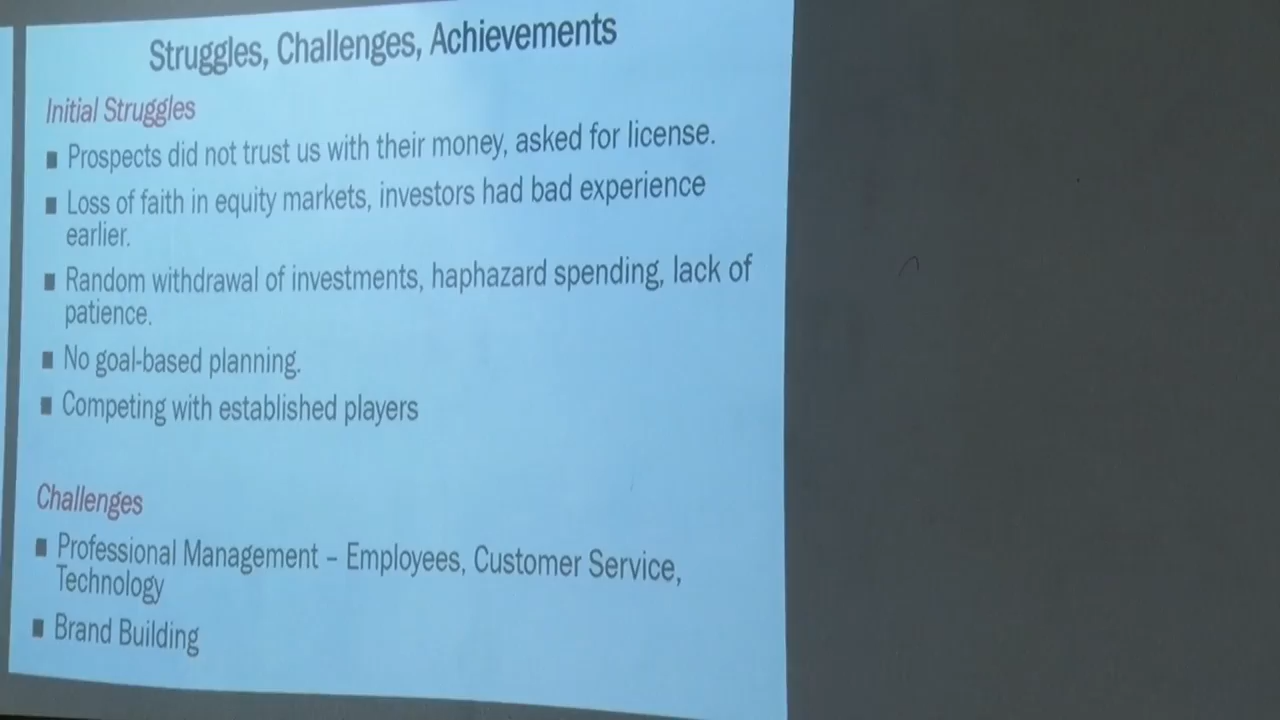 Struggles, Challenges, Achievements
Initial Struggles
■ Prospects did not trust us with their money, asked for license.
■ Loss of faith in equity markets, investors had bad experience
earlier.
■ Random withdrawal of investments, haphazard spending, lack of
patience.
■ No goal-based planning.
■ Competing with established players
Challenges
■ Professional Management – Employees, Customer Service,
Technology
■ Brand Building